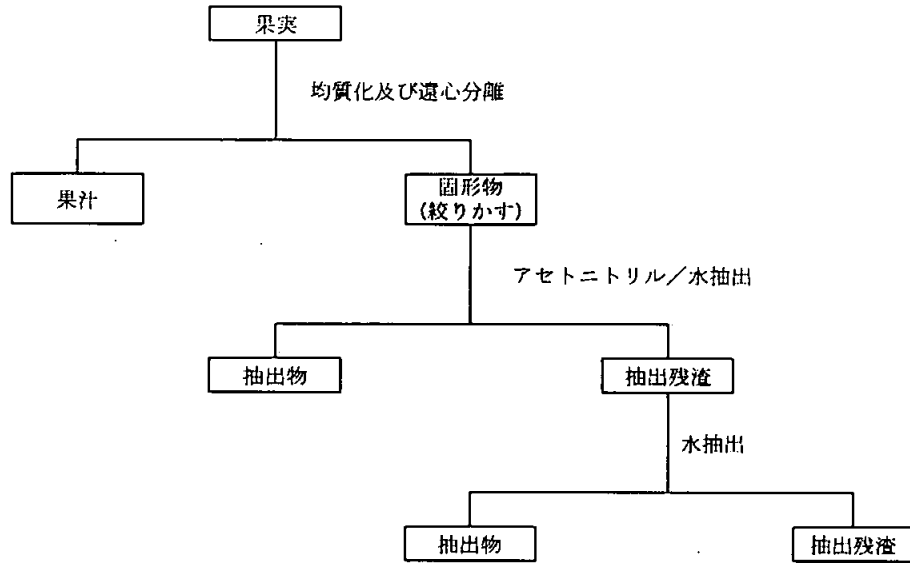 果実
均質化及び遠心分離
果汁
固形物
(絞りかす)
アセトニトリル／水抽出
抽出物
抽出残渣
水抽出
抽出物
抽出残渣